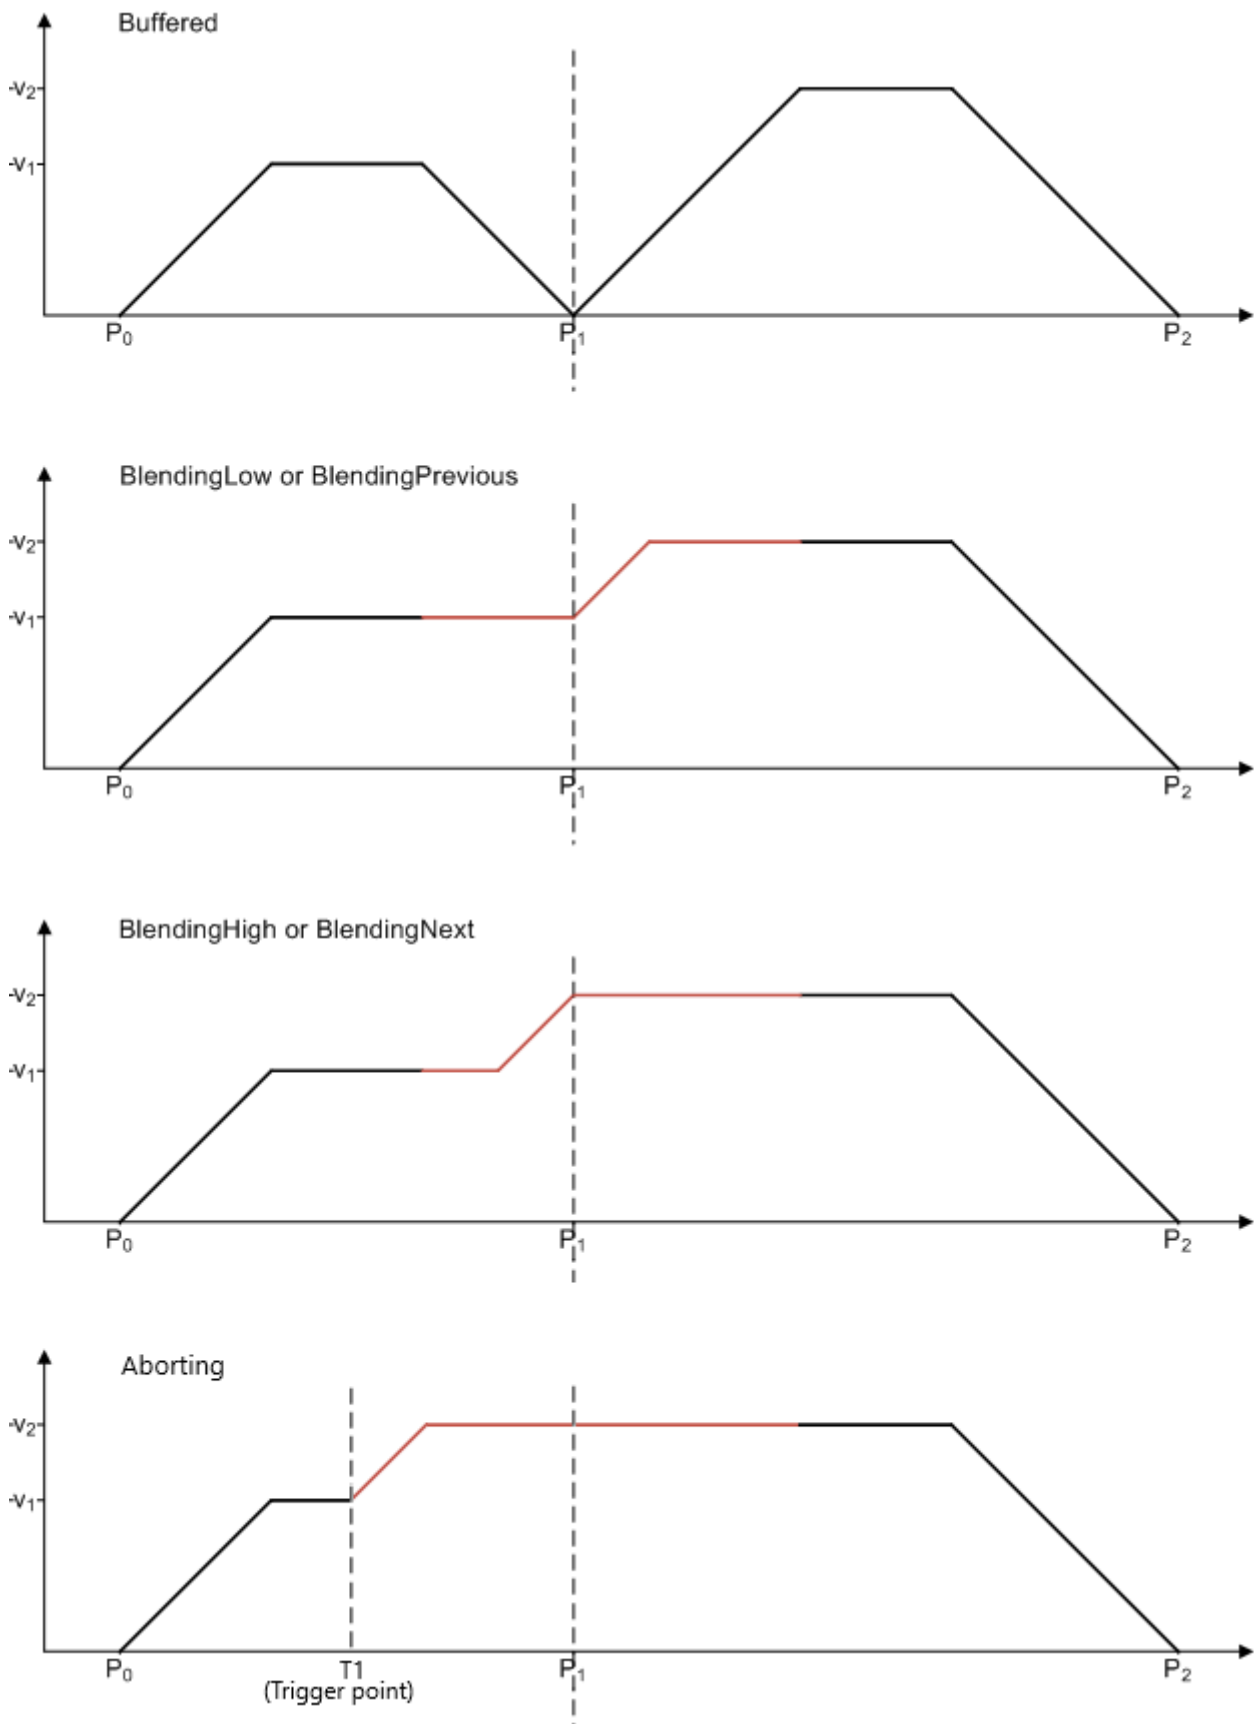 Buffered
-V₂
-V₁
P₀ P₁ P₂
BlendingLow or BlendingPrevious
-V₂
-V₁
P₀ P₁ P₂
BlendingHigh or BlendingNext
-V₂
-V₁
P₀ P₁ P₂
Aborting
-V₂
-V₁
P₀ T1 P₁ P₂
(Trigger point)